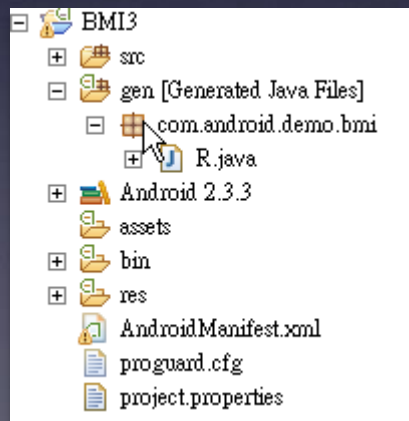 BMI3
src
gen [Generated Java Files]
com.android.demo.bmi
R.java
Android 2.3.3
assets
bin
res
AndroidManifest.xml
proguard.cfg
project.properties